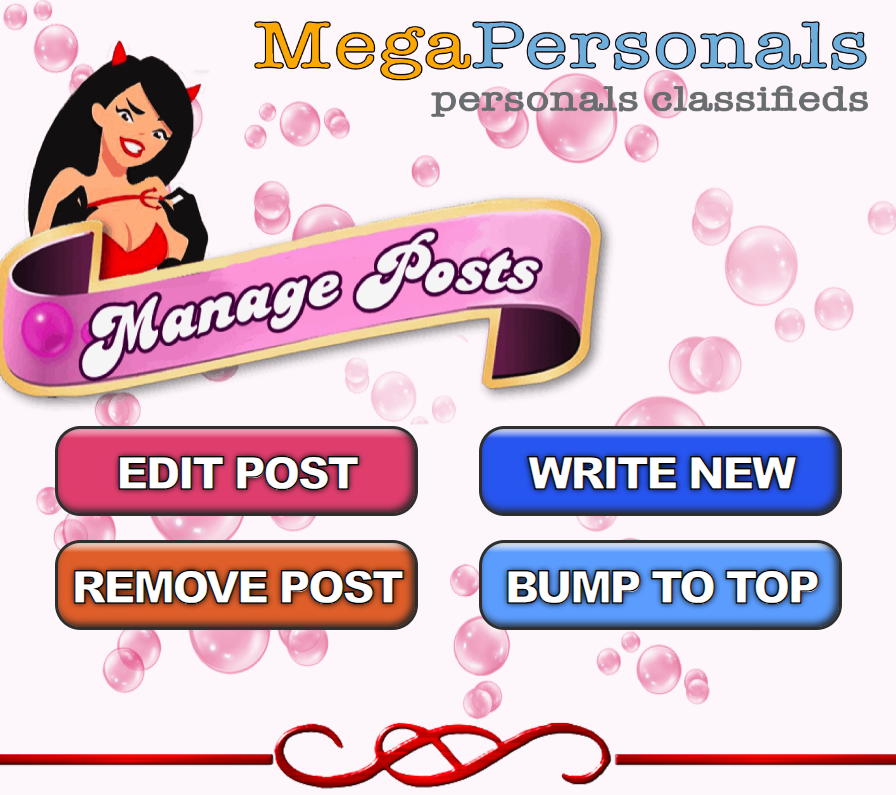 MegaPersonals
personals classifieds
Manage Posts
EDIT POST
WRITE NEW
REMOVE POST
BUMP TO TOP